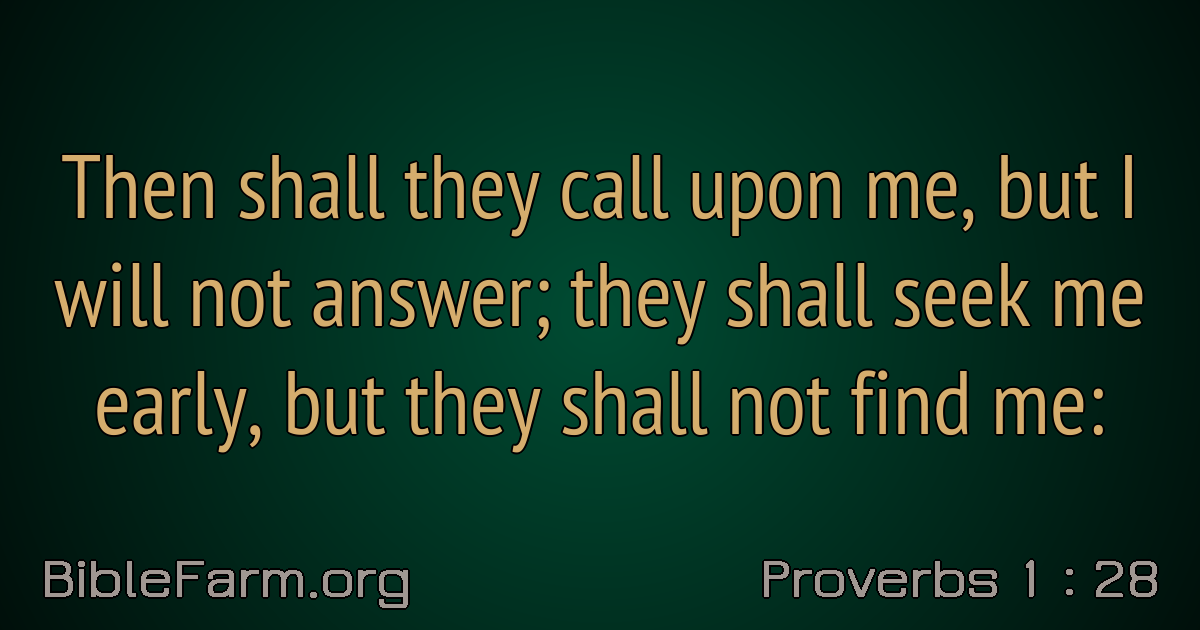 Then shall they call upon me, but I
will not answer; they shall seek me
early, but they shall not find me:
BibleFarm.org
Proverbs 1 : 28